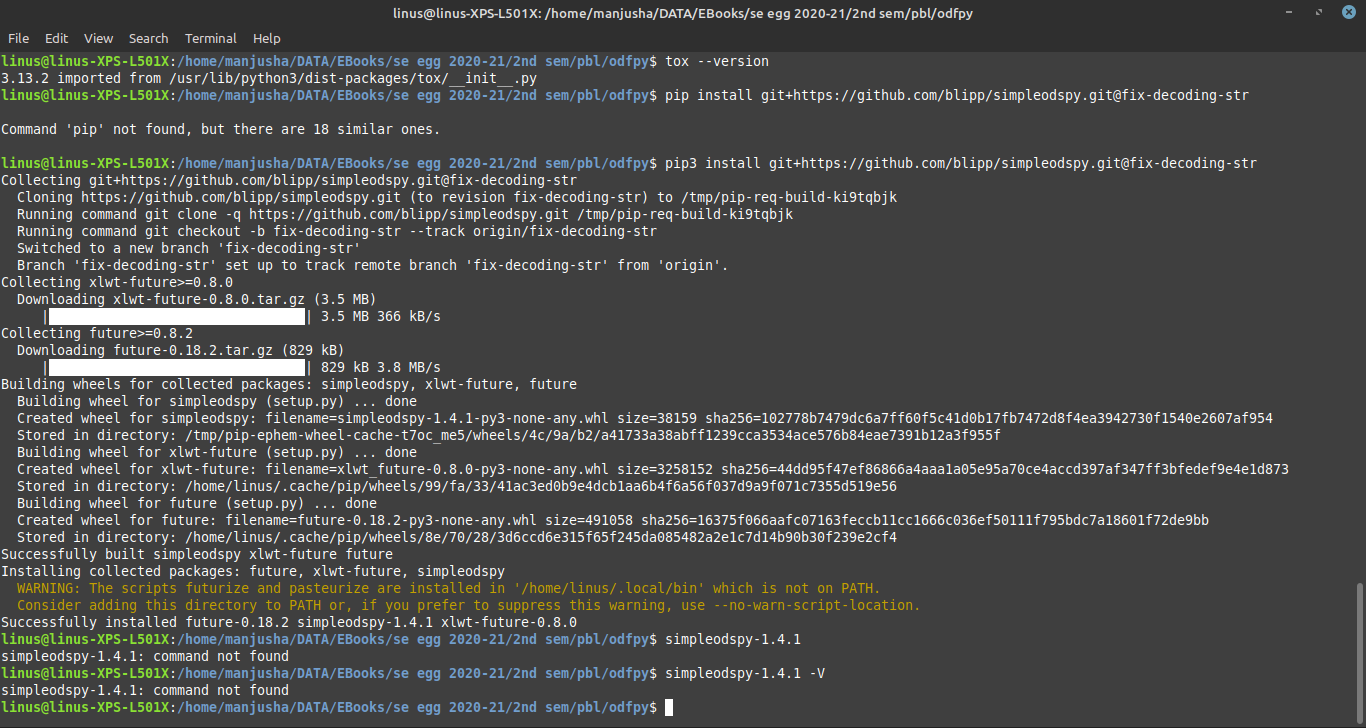 linus@linus-XPS-L501X: /home/manjusha/DATA/EBooks/se egg 2020-21/2nd sem/pbl/odfpy
File Edit View Search Terminal Help
linus@linus-XPS-L501X:/home/manjusha/DATA/EBooks/se egg 2020-21/2nd sem/pbl/odfpy$ tox --version
3.13.2 imported from /usr/lib/python3/dist-packages/tox/__init__.py
linus@linus-XPS-L501X:/home/manjusha/DATA/EBooks/se egg 2020-21/2nd sem/pbl/odfpy$ pip install git+https://github.com/blipp/simpleodspy.git@fix-decoding-str
Command 'pip' not found, but there are 18 similar ones.
linus@linus-XPS-L501X:/home/manjusha/DATA/EBooks/se egg 2020-21/2nd sem/pbl/odfpy$ pip3 install git+https://github.com/blipp/simpleodspy.git@fix-decoding-str
Collecting git+https://github.com/blipp/simpleodspy.git@fix-decoding-str
  Cloning https://github.com/blipp/simpleodspy.git (to revision fix-decoding-str) to /tmp/pip-req-build-ki9tqbjk
  Running command git clone -q https://github.com/blipp/simpleodspy.git /tmp/pip-req-build-ki9tqbjk
  Running command git checkout -b fix-decoding-str --track origin/fix-decoding-str
  Switched to a new branch 'fix-decoding-str'
  Branch 'fix-decoding-str' set up to track remote branch 'fix-decoding-str' from 'origin'.
Collecting xlwt-future>=0.8.0
  Downloading xlwt-future-0.8.0.tar.gz (3.5 MB)
     |████████████████████████████████| 3.5 MB 366 kB/s
Collecting future>=0.8.2
  Downloading future-0.18.2.tar.gz (829 kB)
     |████████████████████████████████| 829 kB 3.8 MB/s
Building wheels for collected packages: simpleodspy, xlwt-future, future
  Building wheel for simpleodspy (setup.py) ... done
  Created wheel for simpleodspy: filename=simpleodspy-1.4.1-py3-none-any.whl size=38159 sha256=102778b7479dc6a7ff60f5c41d0b17fb7472d8f4ea3942730f1540e2607af954
  Stored in directory: /tmp/pip-ephem-wheel-cache-t7oc_me5/wheels/4c/9a/b2/a41733a38abff1239cca3534ace576b84eae7391b12a3f955f
  Building wheel for xlwt-future (setup.py) ... done
  Created wheel for xlwt-future: filename=xlwt_future-0.8.0-py3-none-any.whl size=3258152 sha256=44dd95f47ef86866a4aaa1a05e95a70ce4accd397af347ff3bfedef9e4e1d873
  Stored in directory: /home/linus/.cache/pip/wheels/99/fa/33/41ac3ed0b9e4dcb1aa6b4f6a56f037d9a9f071c7355d519e56
  Building wheel for future (setup.py) ... done
  Created wheel for future: filename=future-0.18.2-py3-none-any.whl size=491058 sha256=16375f066aafc07163feccb11cc1666c036ef50111f795bdc7a18601f72de9bb
  Stored in directory: /home/linus/.cache/pip/wheels/8e/70/28/3d6ccd6e315f65f245da085482a2e1c7d14b90b30f239e2cf4
Successfully built simpleodspy xlwt-future future
Installing collected packages: future, xlwt-future, simpleodspy
  WARNING: The scripts futurize and pasteurize are installed in '/home/linus/.local/bin' which is not on PATH.
  Consider adding this directory to PATH or, if you prefer to suppress this warning, use --no-warn-script-location.
Successfully installed future-0.18.2 simpleodspy-1.4.1 xlwt-future-0.8.0
linus@linus-XPS-L501X:/home/manjusha/DATA/EBooks/se egg 2020-21/2nd sem/pbl/odfpy$ simpleodspy-1.4.1
simpleodspy-1.4.1: command not found
linus@linus-XPS-L501X:/home/manjusha/DATA/EBooks/se egg 2020-21/2nd sem/pbl/odfpy$ simpleodspy-1.4.1 -V
simpleodspy-1.4.1: command not found
linus@linus-XPS-L501X:/home/manjusha/DATA/EBooks/se egg 2020-21/2nd sem/pbl/odfpy$